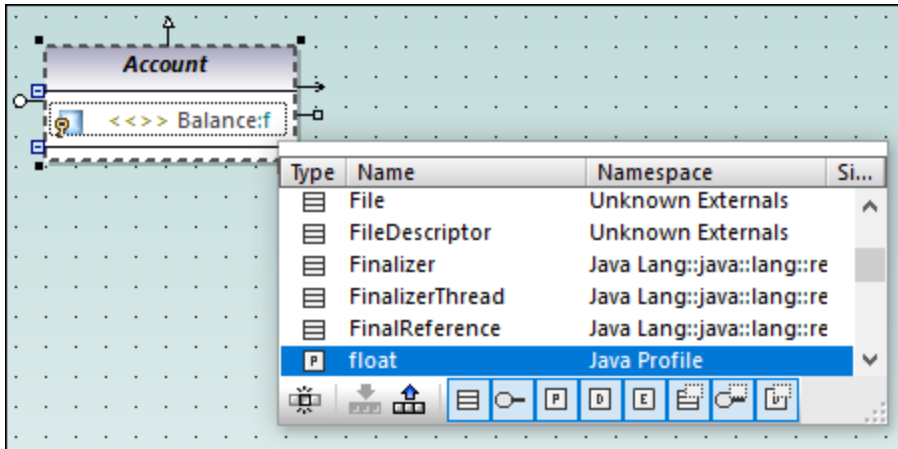 Account
<<>> Balance:f
Type Name Namespace Si...
File Unknown Externals
FileDescriptor Unknown Externals
Finalizer Java Lang::java::lang::re
FinalizerThread Java Lang::java::lang::re
FinalReference Java Lang::java::lang::re
P float Java Profile
P D E